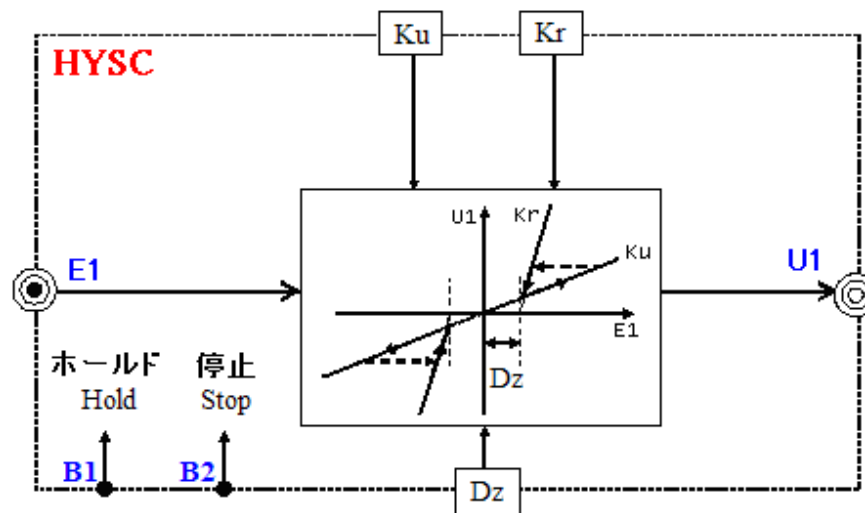 Ku
Kr
HYSC
U1
Kr
Ku
E1
U1
E1
Dz
ホールド
停止
Hold
Stop
B1
B2
Dz